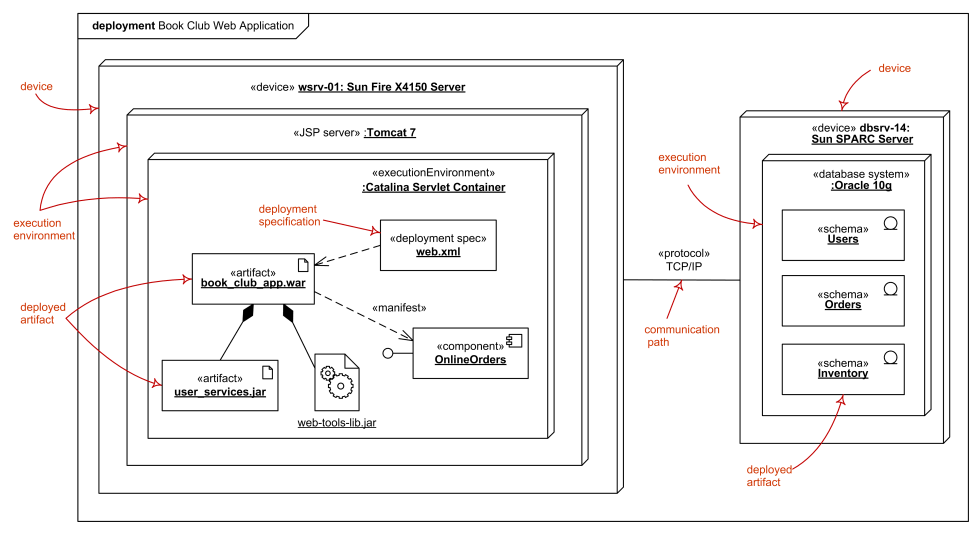 deployment Book Club Web Application
device
«device» wsrv-01: Sun Fire X4150 Server
«JSP server» :Tomcat 7
«executionEnvironment»
:Catalina Servlet Container
execution
environment
deployment
specification
«deployment spec»
web.xml
«artifact»
book_club_app.war
deployed
artifact
«manifest»
«component»
OnlineOrders
«artifact»
user_services.jar
web-tools-lib.jar
«protocol»
TCP/IP
communication
path
device
«device» dbsrv-14:
Sun SPARC Server
execution
environment
«database system»
:Oracle 10g
«schema»
Users
«schema»
Orders
«schema»
Inventory
deployed
artifact